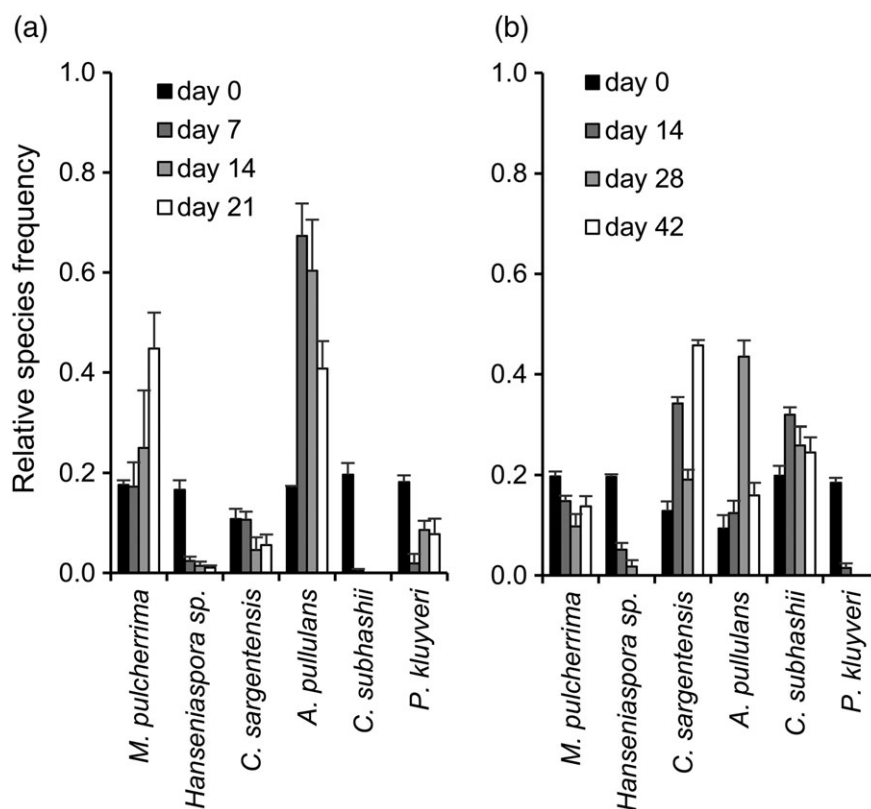 (a)
Relative species frequency
1.0
0.8
0.6
0.4
0.2
0.0
day 0
day 7
day 14
day 21
M. pulcherrima
Hanseniaspora sp.
C. sargentensis
A. pullulans
C. subhashii
P. kluyveri
(b)
1.0
0.8
0.6
0.4
0.2
0.0
day 0
day 14
day 28
day 42
M. pulcherrima
Hanseniaspora sp.
C. sargentensis
A. pullulans
C. subhashii
P. kluyveri